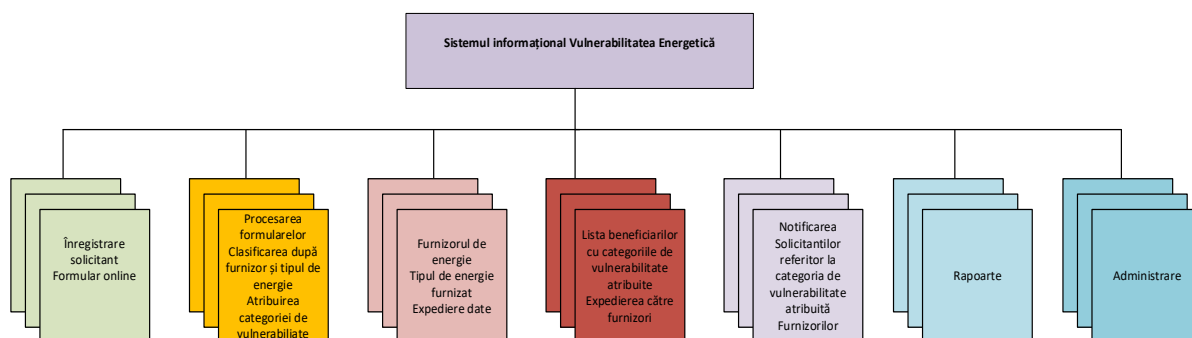 Sistemul informațional Vulnerabilitatea Energetică
Înregistrare
solicitant
Formular online
Procesarea
formularelor
Clasificarea după
furnizor și tipul de
energie
Atribuirea
categoriei de
vulnerabiliate
Furnizorul de
energie
Tipul de energie
furnizat
Expediere date
Lista beneficiarilor
cu categoriile de
vulnerabilitate
atribuite
Expedierea către
furnizori
Notificarea
Solicitanților
referitor la
categoria de
vulnerabilitate
atribuită
Furnizorilor
Rapoarte
Administrare